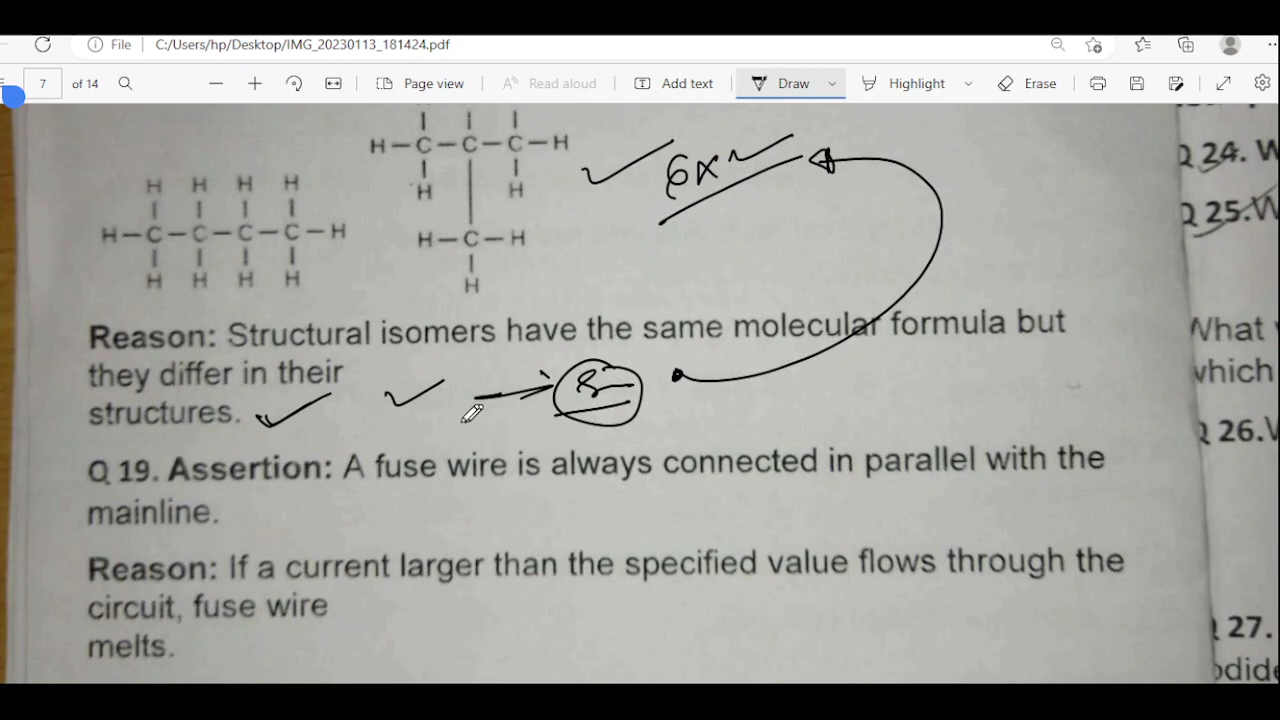 File C:/Users/hp/Desktop/IMG_20230113_181424.pdf
7 of 14 Page view Read aloud Add text Draw Highlight Erase
H–C–C–C–H
H H
H H H H
H–C–C–C–C–H
H–C–H
H H H H
H
6x
Reason: Structural isomers have the same molecular formula but
they differ in their
structures.
Q 19. Assertion: A fuse wire is always connected in parallel with the
mainline.
Reason: If a current larger than the specified value flows through the
circuit, fuse wire
melts.
Q 24. W
Q 25.W
What
which
Q 26.
27.